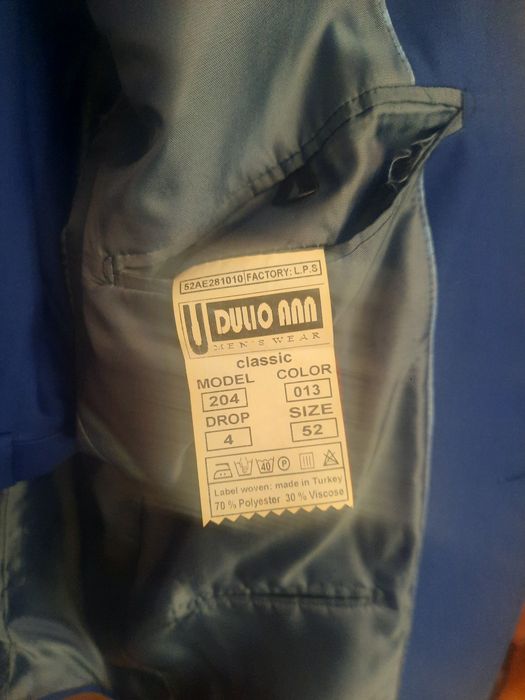 52AE281010 FACTORY: L.P.S
U DULIO ANN
MEN'S WEAR
classic
MODEL COLOR
204 013
DROP SIZE
4 52
40 P
Label woven: made in Turkey
70 % Polyester 30 % Viscose